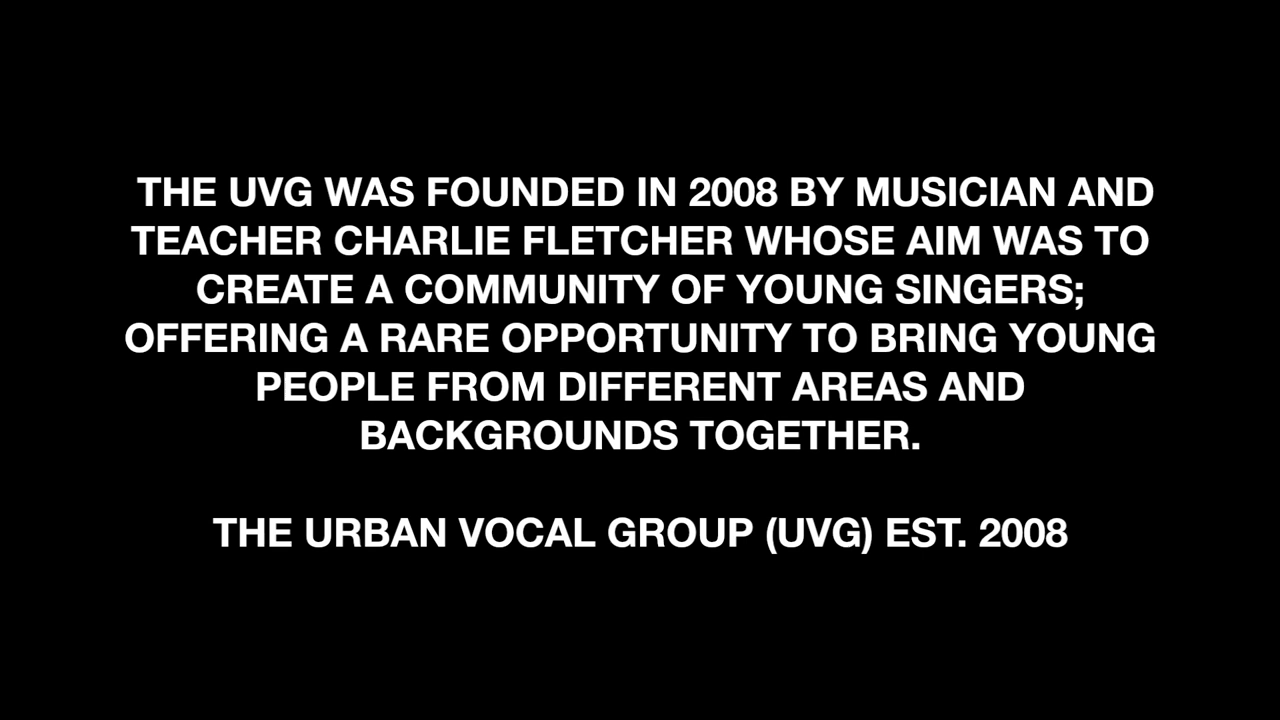 THE UVG WAS FOUNDED IN 2008 BY MUSICIAN AND
TEACHER CHARLIE FLETCHER WHOSE AIM WAS TO
CREATE A COMMUNITY OF YOUNG SINGERS;
OFFERING A RARE OPPORTUNITY TO BRING YOUNG
PEOPLE FROM DIFFERENT AREAS AND
BACKGROUNDS TOGETHER.
THE URBAN VOCAL GROUP (UVG) EST. 2008